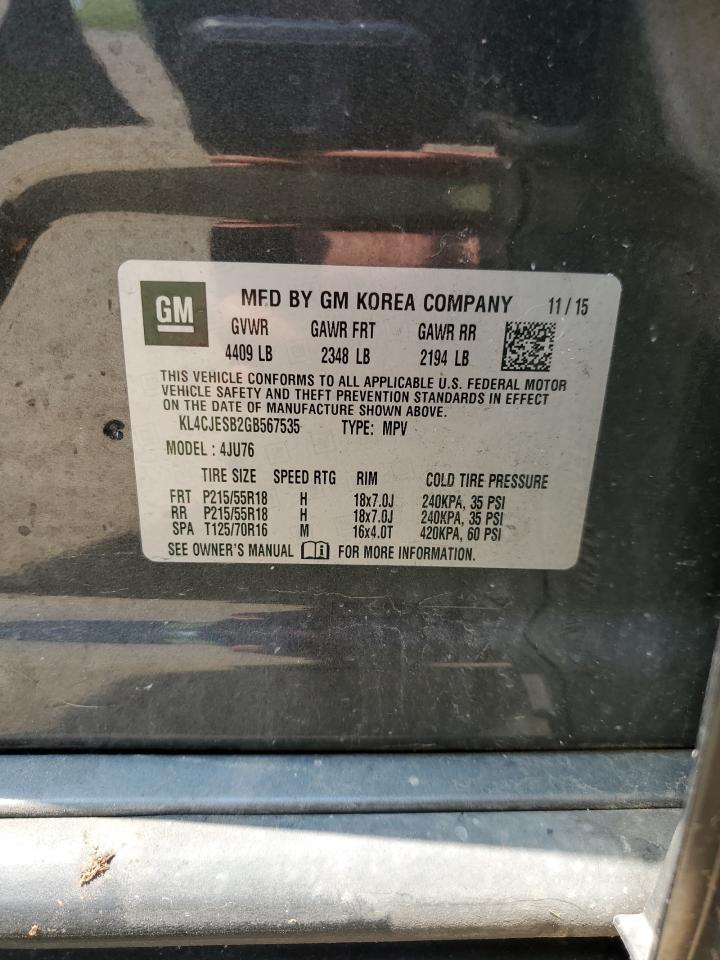 GM MFD BY GM KOREA COMPANY 11 / 15
GVWR GAWR FRT GAWR RR
4409 LB 2348 LB 2194 LB
THIS VEHICLE CONFORMS TO ALL APPLICABLE U.S. FEDERAL MOTOR
VEHICLE SAFETY AND THEFT PREVENTION STANDARDS IN EFFECT
ON THE DATE OF MANUFACTURE SHOWN ABOVE.
KL4CJESB2GB567535 TYPE: MPV
MODEL : 4JU76
TIRE SIZE SPEED RTG RIM COLD TIRE PRESSURE
FRT P215/55R18 H 18x7.0J 240KPA, 35 PSI
RR P215/55R18 H 18x7.0J 240KPA, 35 PSI
SPA T125/70R16 M 16x4.0T 420KPA, 60 PSI
SEE OWNER'S MANUAL FOR MORE INFORMATION.